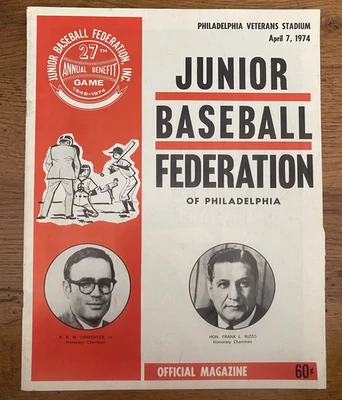 JUNIOR BASEBALL FEDERATION, INC.
27TH
ANNUAL BENEFIT
GAME
1948-1974
PHILADELPHIA VETERANS STADIUM
April 7, 1974
JUNIOR
BASEBALL
FEDERATION
OF PHILADELPHIA
R. R. M. CARPENTER, III
Honorary Chairman
HON. FRANK L. RIZZO
Honorary Chairman
OFFICIAL MAGAZINE
60¢